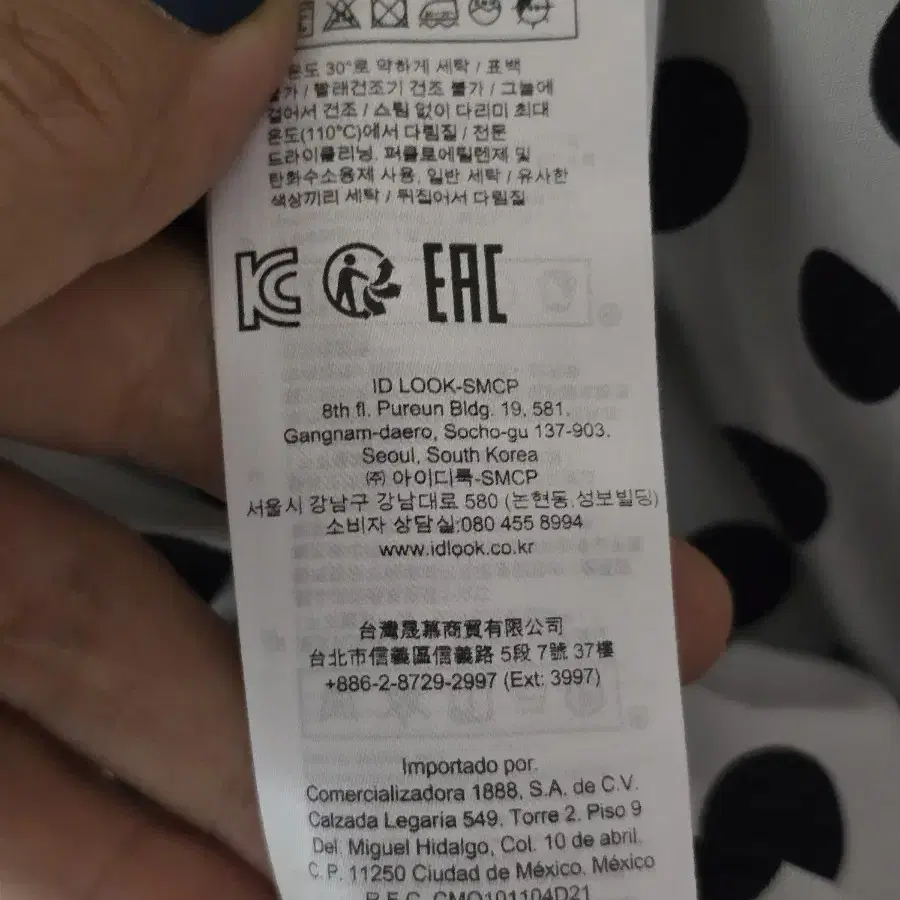 온도 30°로 약하게 세탁 / 표백
불가 / 빨래건조기 건조 불가 / 그늘에
걸어서 건조 / 스팀 없이 다리미 최대
온도(110°C)에서 다림질 / 전문
드라이클리닝. 퍼클로에틸렌제 및
탄화수소용제 사용. 일반 세탁 / 유사한
색상끼리 세탁 / 뒤집어서 다림질
EAC
ID LOOK-SMCP
8th fl. Pureun Bldg. 19, 581.
Gangnam-daero, Socho-gu 137-903.
Seoul, South Korea
㈜ 아이디룩-SMCP
서울시 강남구 강남대로 580 (논현동.성보빌딩)
소비자 상담실:080 455 8994
www.idlook.co.kr
台灣晟慕商貿有限公司
台北市信義區信義路 5段 7號 37樓
+886-2-8729-2997 (Ext: 3997)
Importado por.
Comercializadora 1888, S.A. de C.V.
Calzada Legaria 549. Torre 2. Piso 9
Del. Miguel Hidalgo, Col. 10 de abril.
C.P. 11250 Ciudad de México. México
R.F.C. CMO101104D21